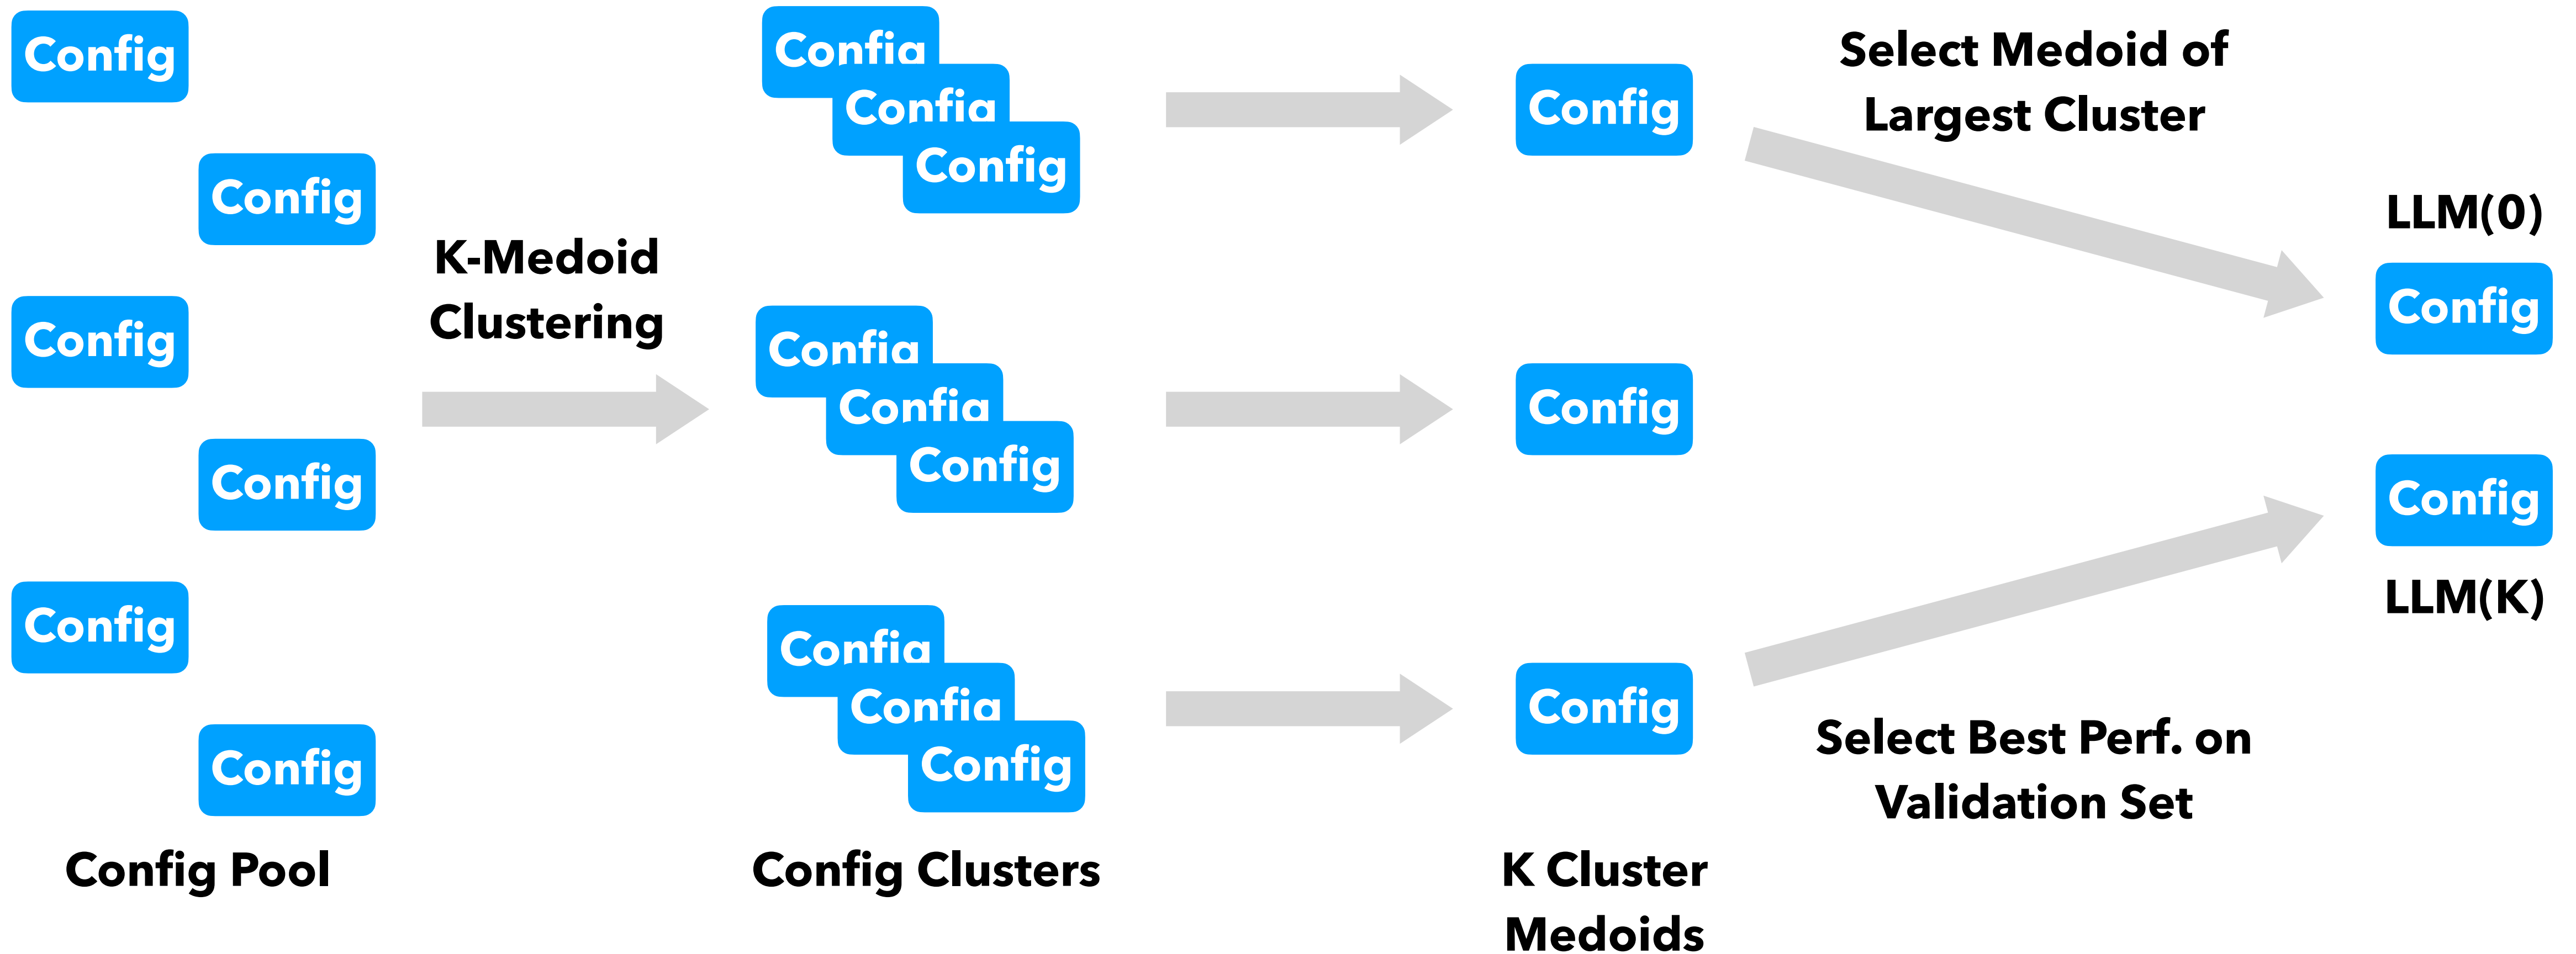 Config
Config
Config
Config
Config
Config
Config Pool
K-Medoid
Clustering
Config
Config
Config
Config
Config
Config
Config
Config
Config
Config Clusters
Config
Config
Config
K Cluster
Medoids
Select Medoid of
Largest Cluster
Select Best Perf. on
Validation Set
LLM(0)
Config
Config
LLM(K)